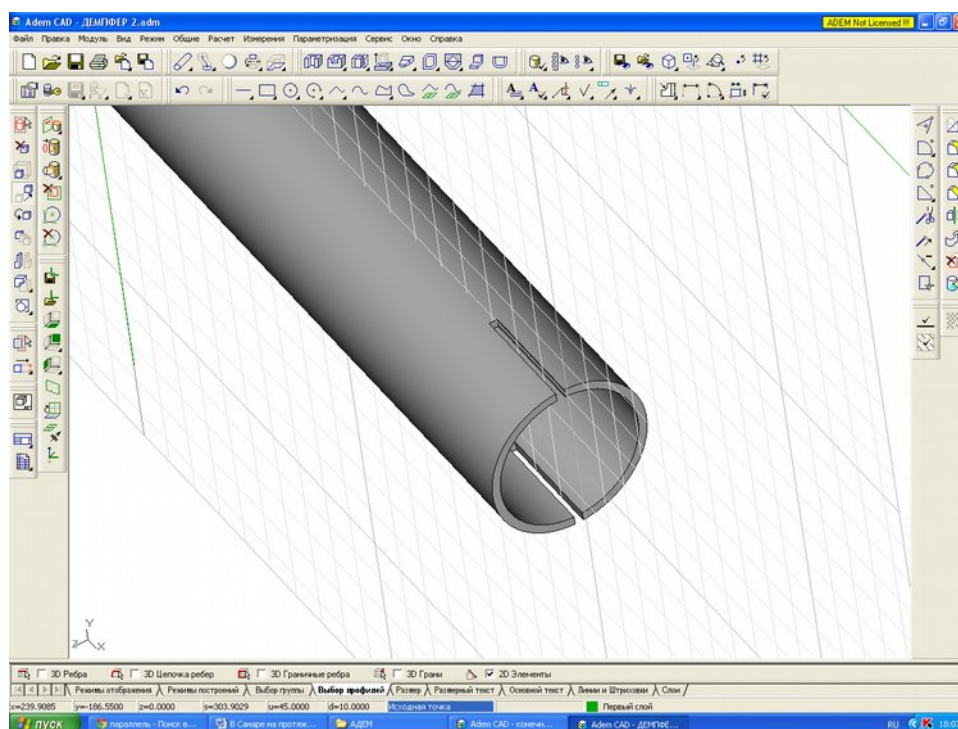 Adem CAD - ДЕМПФЕР 2.adm
ADEM Not Licensed !!!
Файл Правка Модуль Вид Режим Общие Расчет Измерения Параметризация Сервис Окно Справка
Y
Z X
3D Ребра 3D Цепочка ребер 3D Граничные ребра 3D Грани 2D Элементы
Режимы отображения Режимы построений Выбор группы Выбор профилей Размер Размерный текст Основной текст Линии и Штриховки Слои
x=239.9085 y=-186.5500 z=0.0000 s=303.9029 u=45.0000 d=10.0000 Исходная точка Первый слой
пуск параллель - Поиск в... В Самаре на протяж... АДЕМ Adem CAD - конечн... Adem CAD - ДЕМПФЕ... RU